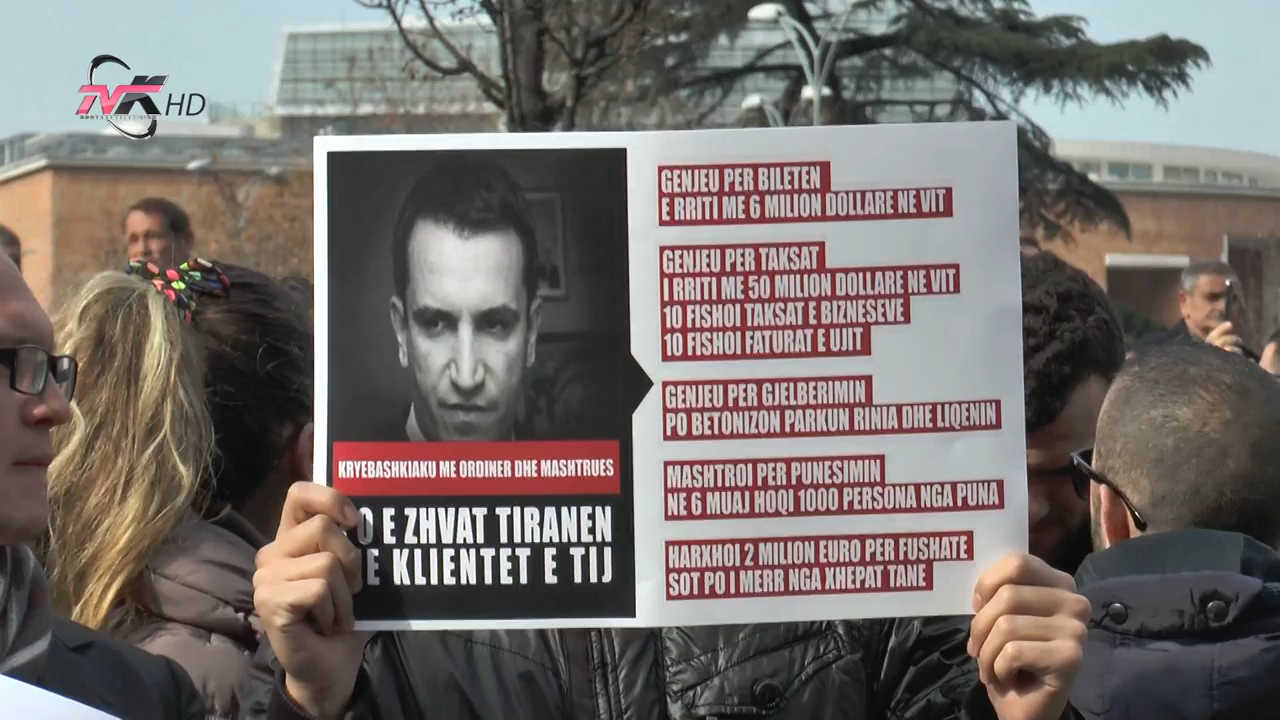 NK HD
KRYEBASHKIAKU ME ORDINER DHE MASHTRUES
O E ZHVAT TIRANEN
E KLIENTET E TIJ
GENJEU PER BILETEN
E RRITI ME 6 MILION DOLLARE NE VIT
GENJEU PER TAKSAT
I RRITI ME 50 MILION DOLLARE NE VIT
10 FISHOI TAKSAT E BIZNESEVE
10 FISHOI FATURAT E UJIT
GENJEU PER GJELBERIMIN
PO BETONIZON PARKUN RINIA DHE LIQENIN
MASHTROI PER PUNESIMIN
NE 6 MUAJ HOQI 1000 PERSONA NGA PUNA
HARXHOI 2 MILION EURO PER FUSHATE
SOT PO I MERR NGA XHEPAT TANE